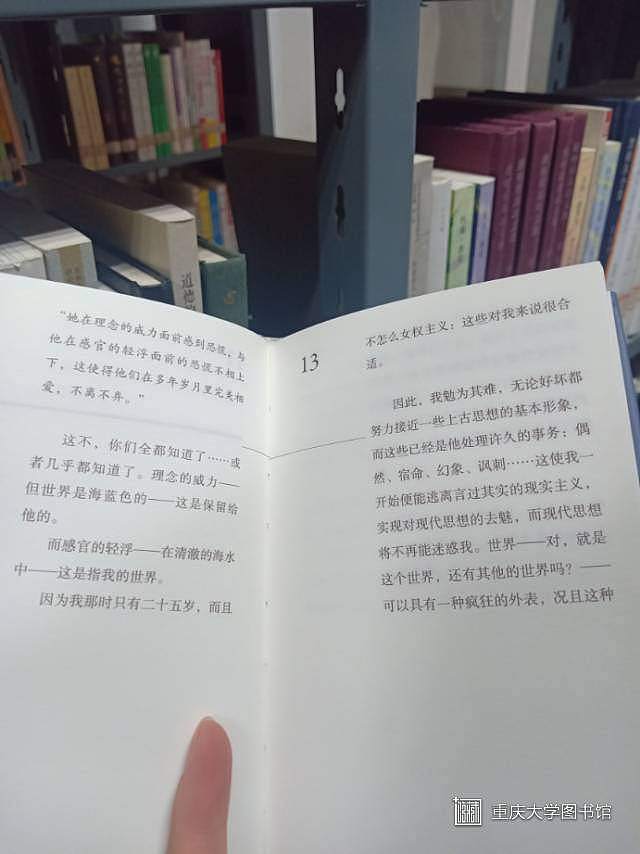 “她在理念的威力面前感到恐慌，与
他在感官的轻浮面前的恐慌不相上
下，这使得他们在多年岁月里完美相
爱，不离不弃。”
这不，你们全都知道了……或
者几乎都知道了。理念的威力——
但世界是海蓝色的——这是保留给
他的。
而感官的轻浮——在清澈的海水
中——这是指我的世界。
因为我那时只有二十五岁，而且
13
不怎么女权主义：这些对我来说很合
适。
因此，我勉为其难，无论好坏都
努力接近一些上古思想的基本形象，
而这些已经是他处理许久的事务：偶
然、宿命、幻象、讽刺……这使我一
开始便能逃离言过其实的现实主义，
实现对现代思想的去魅，而现代思想
将不再能迷惑我。世界——对，就是
这个世界，还有其他的世界吗？——
可以具有一种疯狂的外表，况且这种
道德
重庆大学图书馆